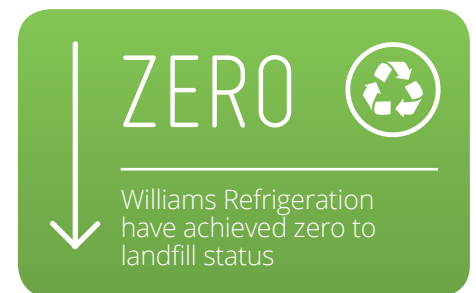 ZERO
Williams Refrigeration
have achieved zero to
landfill status